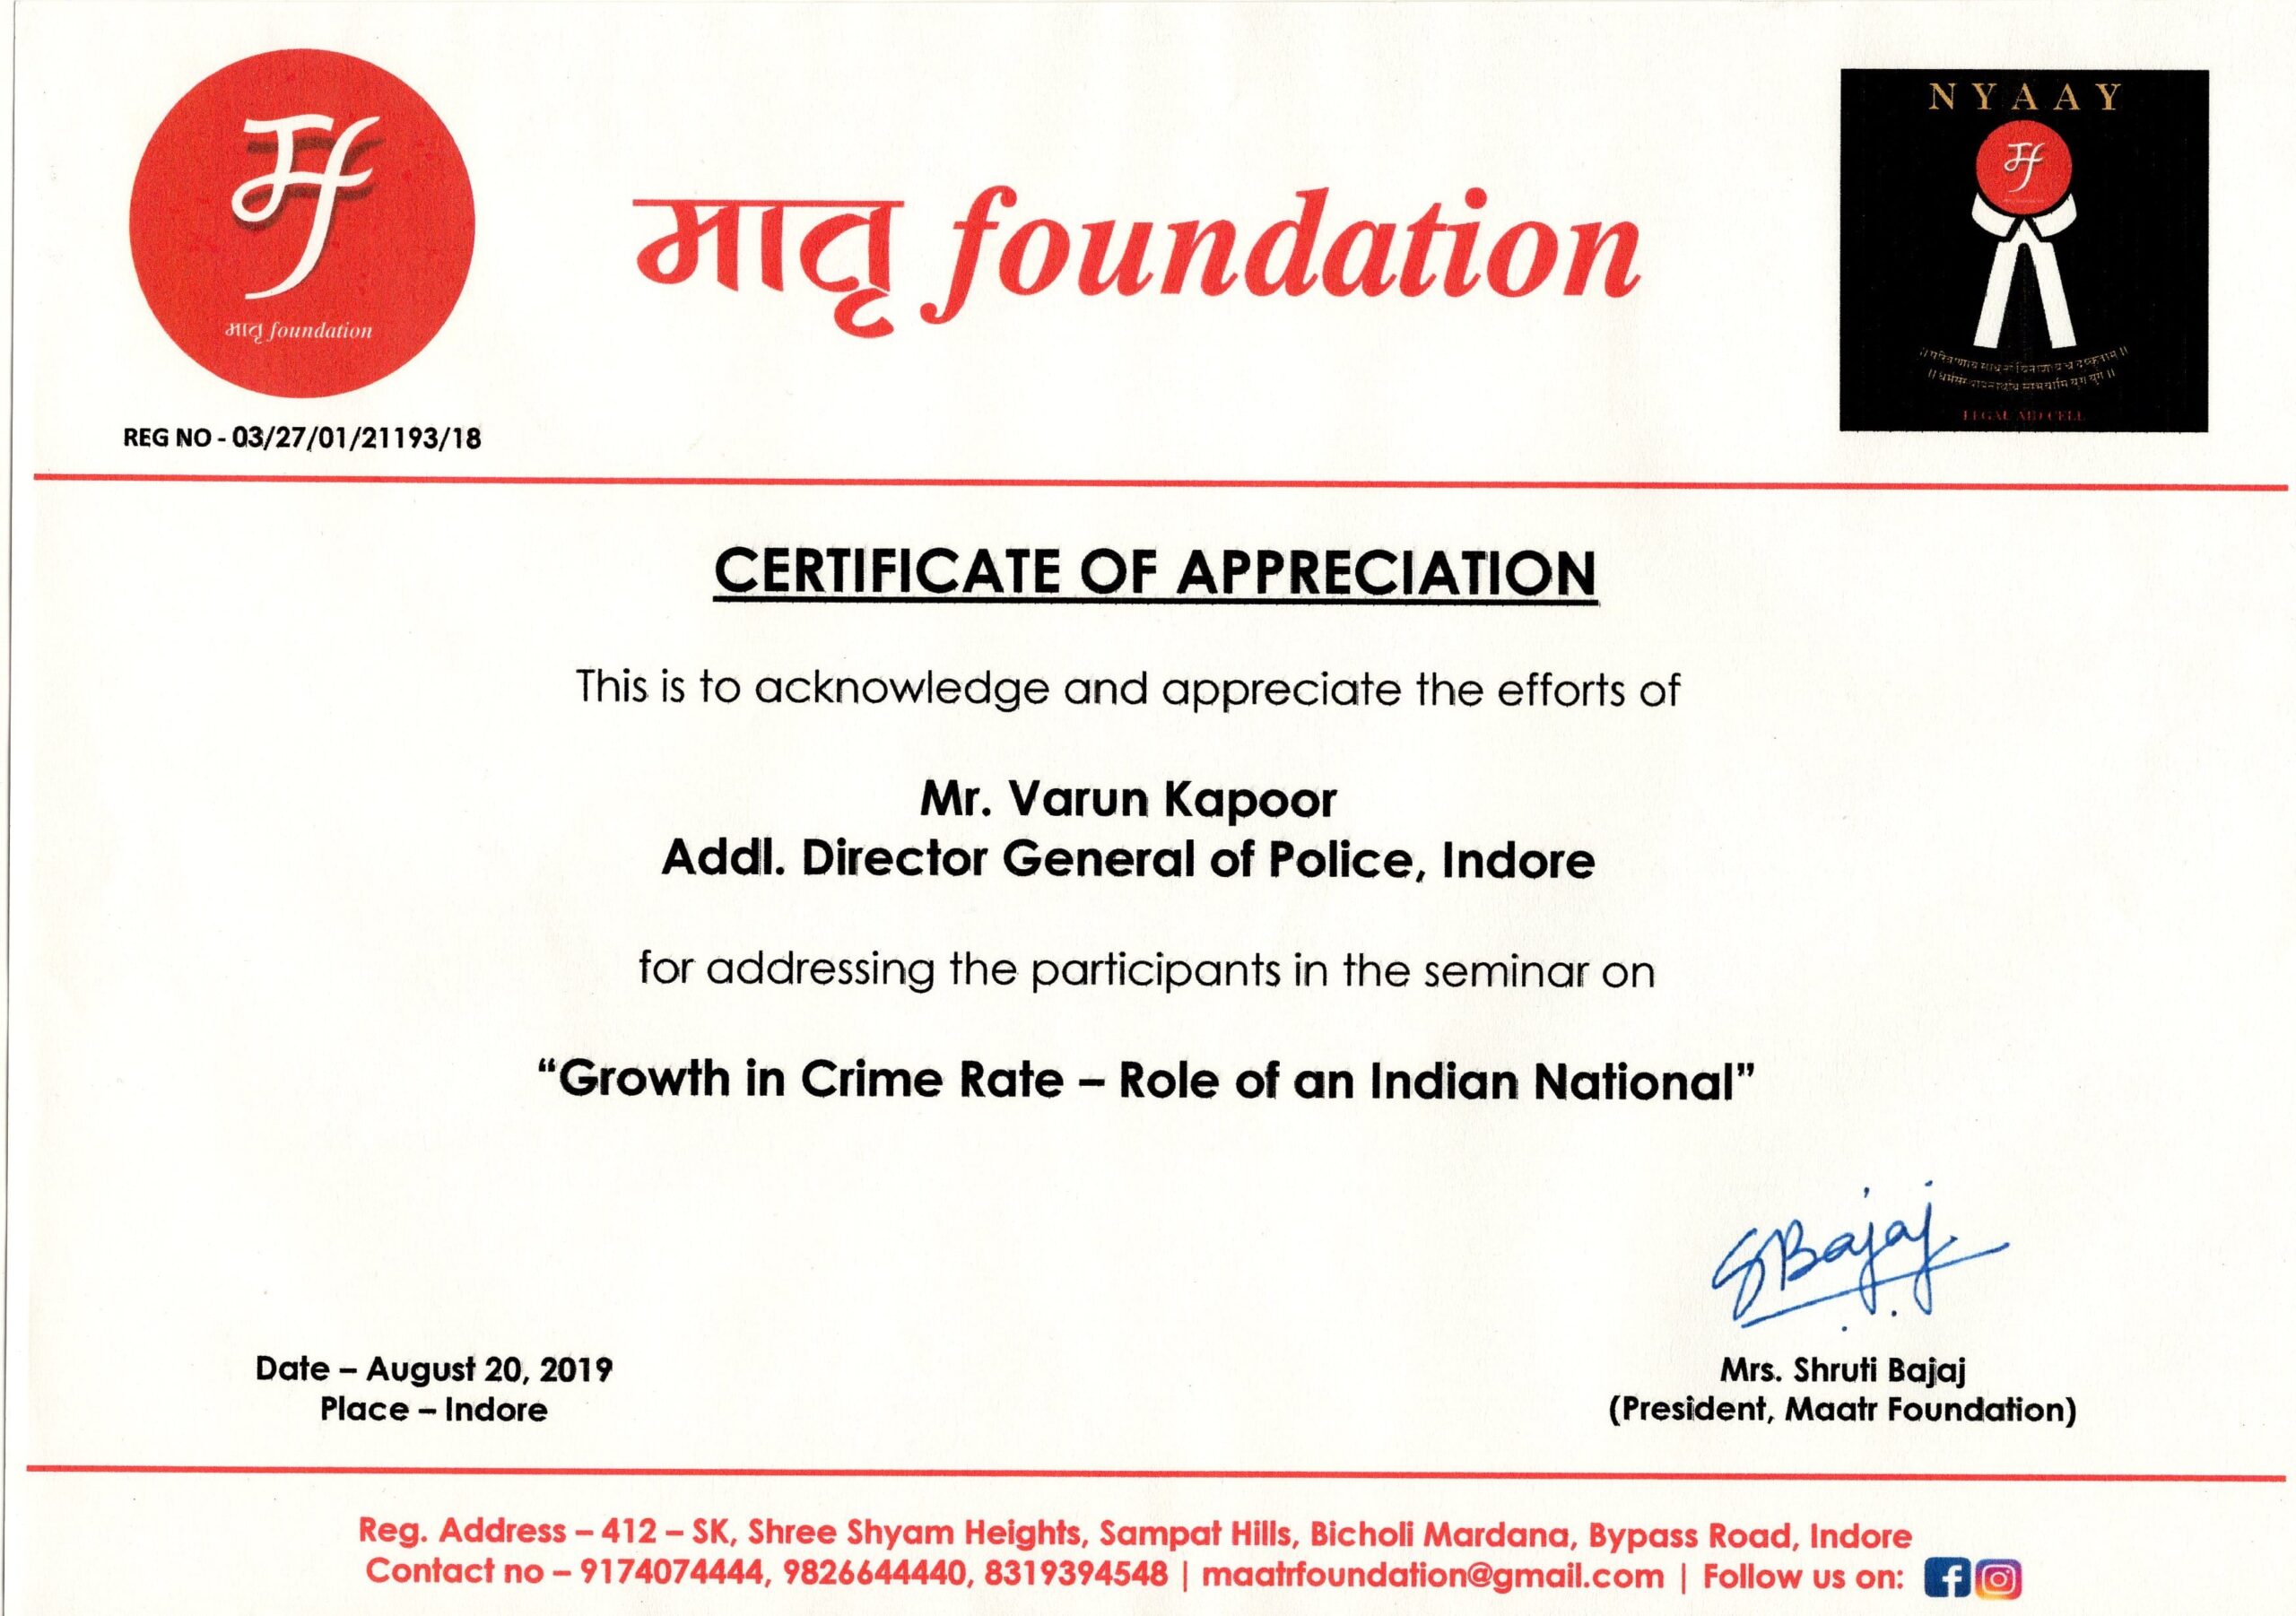 मातृ foundation
REG NO - 03/27/01/21193/18
मातृ foundation
NYAAY
LEGAL AID CELL
CERTIFICATE OF APPRECIATION
This is to acknowledge and appreciate the efforts of
Mr. Varun Kapoor
Addl. Director General of Police, Indore
for addressing the participants in the seminar on
“Growth in Crime Rate – Role of an Indian National”
SBajaj
Date – August 20, 2019
Place – Indore
Mrs. Shruti Bajaj
(President, Maatr Foundation)
Reg. Address – 412 – SK, Shree Shyam Heights, Sampat Hills, Bicholi Mardana, Bypass Road, Indore
Contact no – 9174074444, 9826644440, 8319394548 | maatrfoundation@gmail.com | Follow us on: